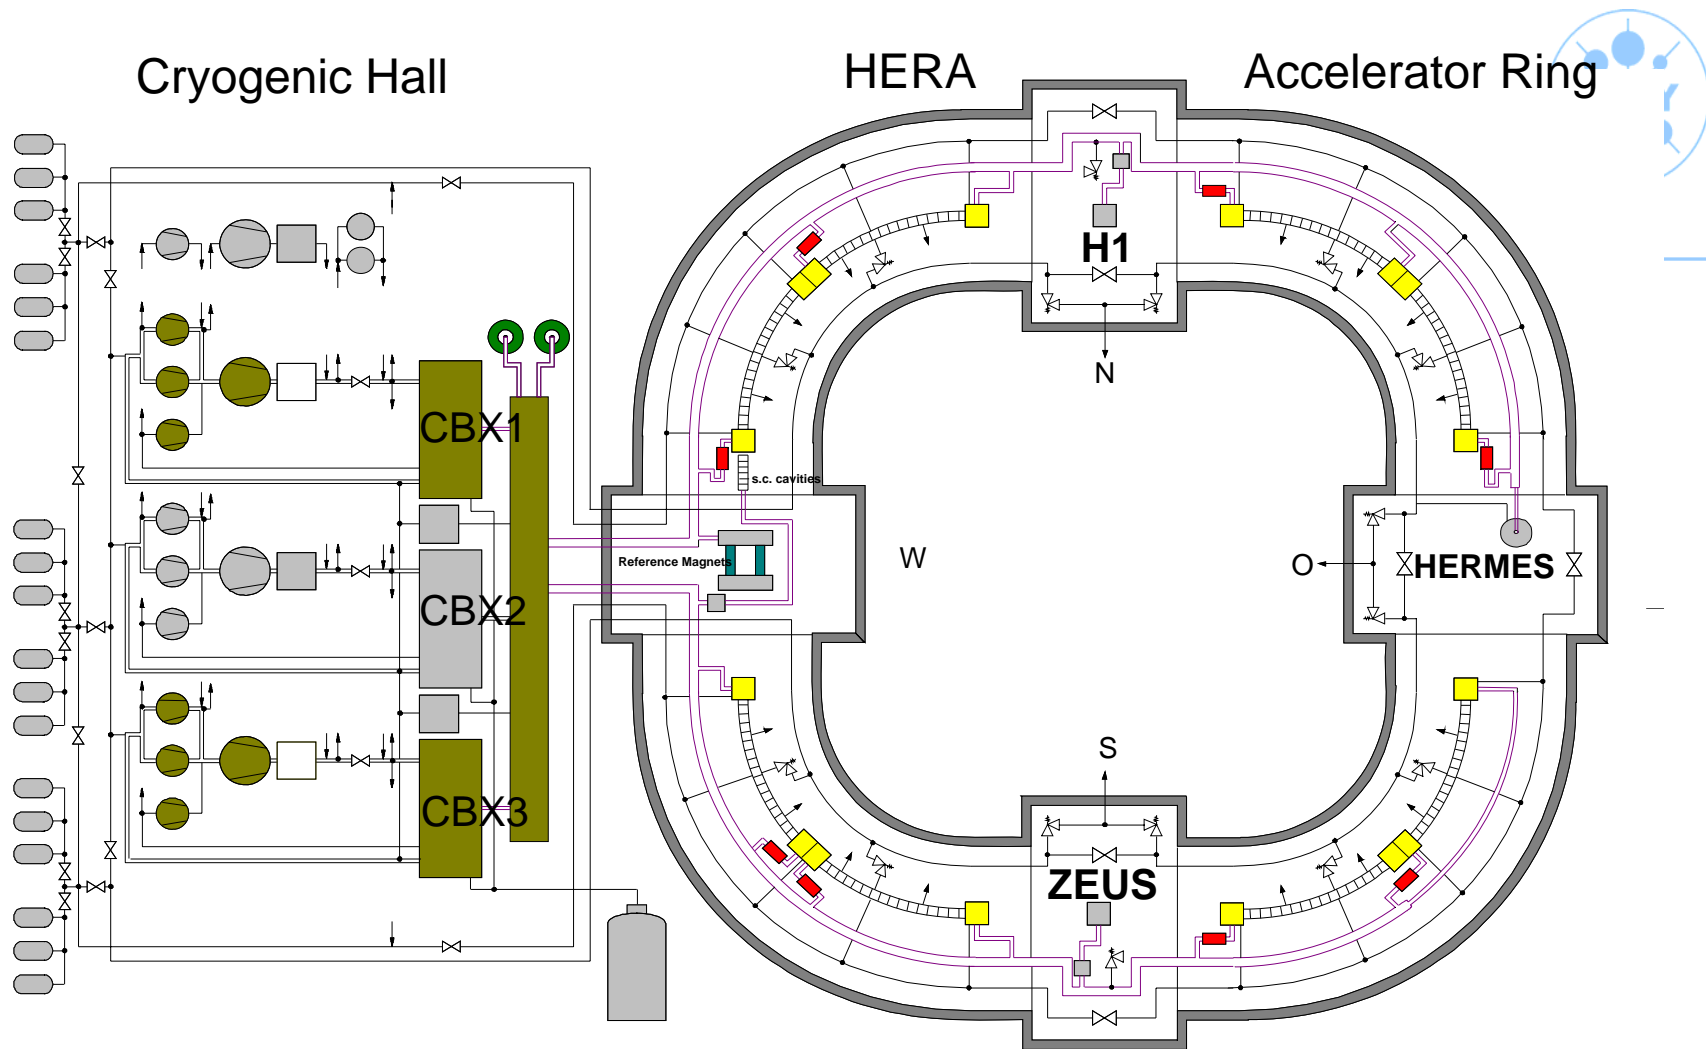 Cryogenic Hall
HERA
Accelerator Ring
Y
H1
N
CBX1
s.c. cavities
Reference Magnets
W
O
HERMES
CBX2
S
CBX3
ZEUS